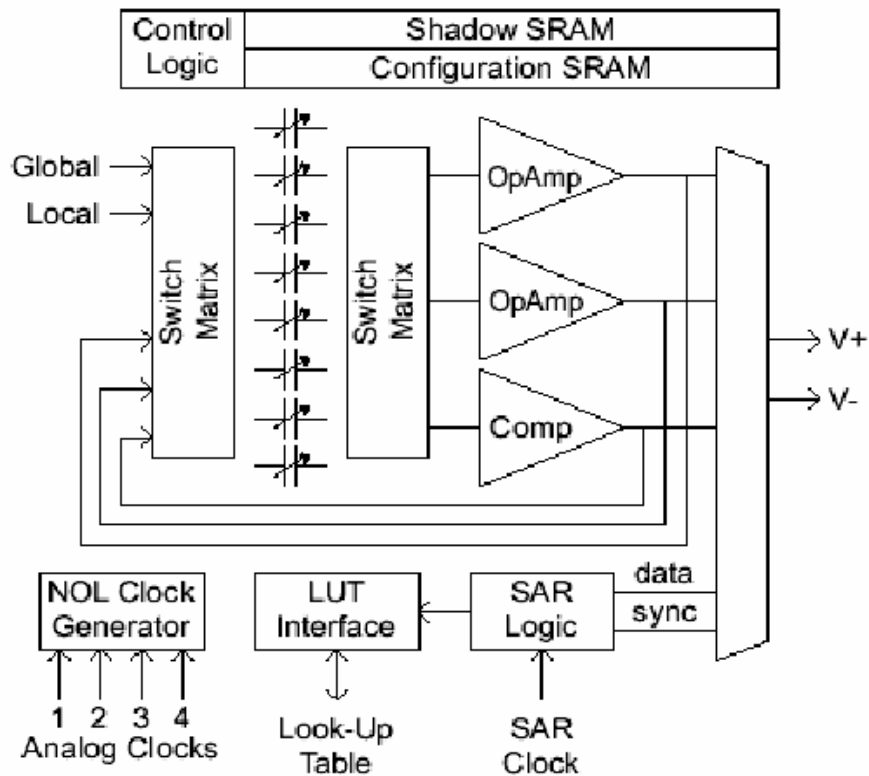 Control
Logic
Shadow SRAM
Configuration SRAM
Global
Local
Switch
Matrix
Switch
Matrix
OpAmp
OpAmp
Comp
V+
V-
NOL Clock
Generator
1 2 3 4
Analog Clocks
LUT
Interface
Look-Up
Table
SAR
Logic
SAR
Clock
data
sync